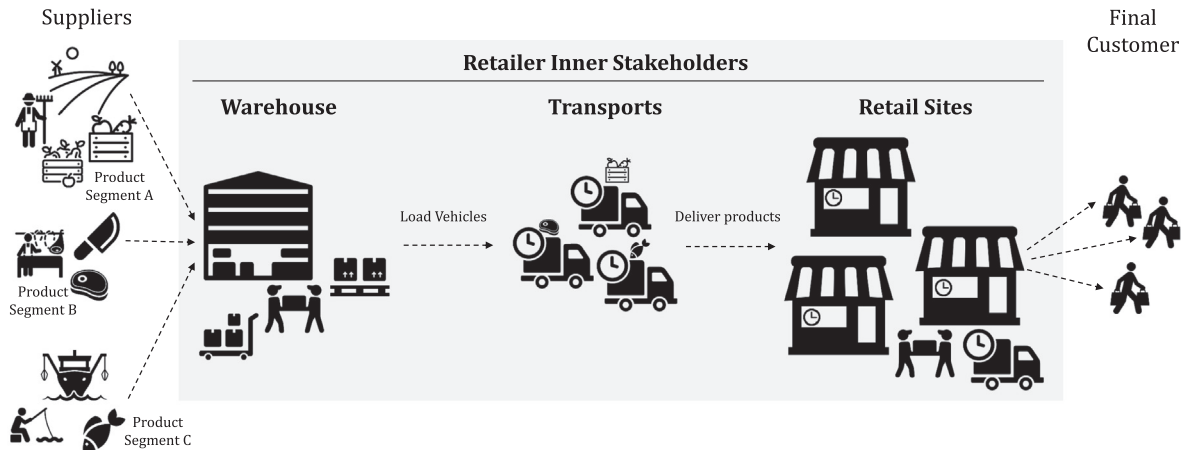 Suppliers
Final
Customer
Retailer Inner Stakeholders
Warehouse
Transports
Retail Sites
Product
Segment A
Load Vehicles
Deliver products
Product
Segment B
Product
Segment C